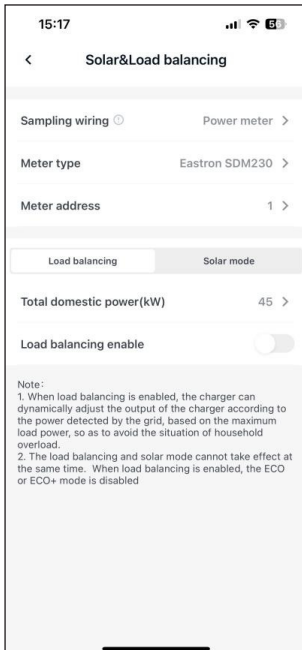 15:17
56
Solar&Load balancing
Sampling wiring
Power meter
Meter type
Eastron SDM230
Meter address
1
Load balancing
Solar mode
Total domestic power(kW)
45
Load balancing enable
Note:
1. When load balancing is enabled, the charger can
dynamically adjust the output of the charger according to
the power detected by the grid, based on the maximum
load power, so as to avoid the situation of household
overload.
2. The load balancing and solar mode cannot take effect at
the same time. When load balancing is enabled, the ECO
or ECO+ mode is disabled